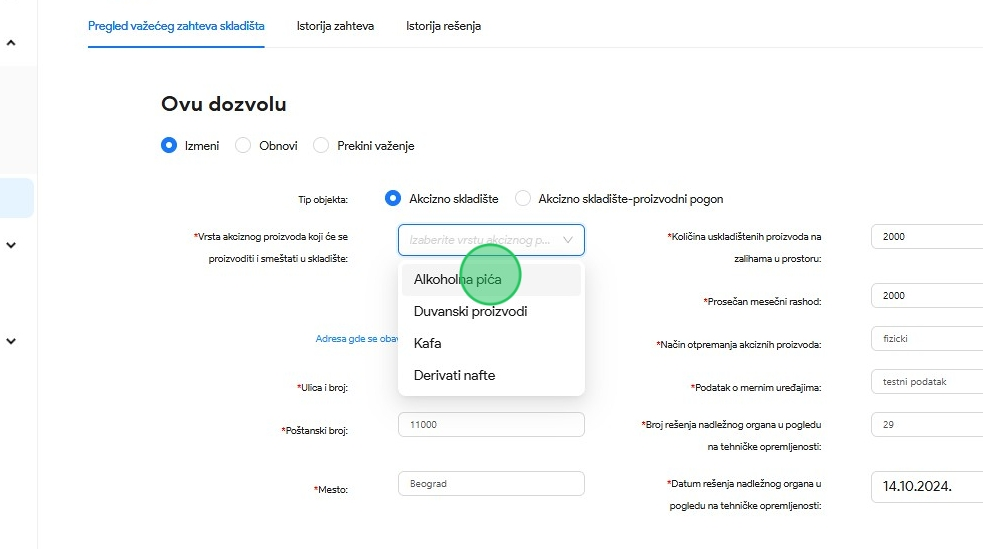 Pregled važećeg zahteva skladišta
Istorija zahteva
Istorija rešenja
Ovu dozvolu
Izmeni
Obnovi
Prekini važenje
Tip objekta:
Akcizno skladište
Akcizno skladište-proizvodni pogon
*Vrsta akciznog proizvoda koji će se
proizvoditi i smeštati u skladište:
Izaberite vrstu akciznog p...
Alkoholna pića
Duvanski proizvodi
Kafa
Derivati nafte
Adresa gde se obav
*Ulica i broj:
*Poštanski broj:
11000
*Mesto:
Beograd
*Količina uskladištenih proizvoda na
zalihama u prostoru:
2000
*Prosečan mesečni rashod:
2000
*Način otpremanja akciznih proizvoda:
fizicki
*Podatak o mernim uređajima:
testni podatak
*Broj rešenja nadležnog organa u pogledu
na tehničke opremljenosti:
29
*Datum rešenja nadležnog organa u
pogledu na tehničke opremljenosti:
14.10.2024.